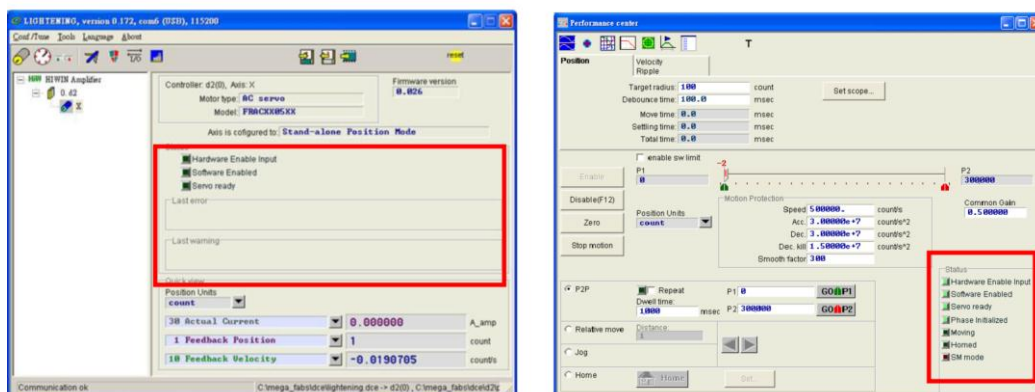 LIGHTENING, version 0.172, com6 (USB), 115200
Conf/Tune Tools Language About
reset
HIWIN Amplifier
0. d2
X
Controller: d2(0), Axis: X
Firmware version
0.026
Motor type: AC servo
Model: FRACXX05XX
Axis is cofigured to: Stand-alone Position Mode
Status
Hardware Enable Input
Software Enabled
Servo ready
Last error
Last warning
Quick view
Position Units
count
30 Actual Current 0.000000 A_amp
1 Feedback Position 1 count
10 Feedback Velocity -0.0190705 count/s
Communication ok
Performance center
T
Position
Velocity
Ripple
Target radius: 100 count
Set scope...
Debounce time: 100.0 msec
Move time: 0.0 msec
Settling time: 0.0 msec
Total time: 0.0 msec
enable sw limit
-2
Enable
P1
0
P2
300000
Disable(F12)
Zero
Stop motion
Position Units
count
Motion Protection
Speed 500000. count/s
Acc. 3.00000e+7 count/s^2
Dec. 3.00000e+7 count/s^2
Dec. kill 1.50000e+7 count/s^2
Smooth factor 300
Common Gain
0.500000
P2P
Repeat
P1 0
GO P1
Dwell time:
1000 msec
P2 300000
GO P2
Relative move
Distance:
1
Jog
Home
Home
Set...
Status
Hardware Enable Input
Software Enabled
Servo ready
Phase Initialized
Moving
Homed
SM mode